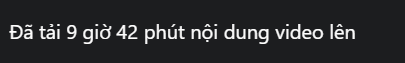 Đã tải 9 giờ 42 phút nội dung video lên